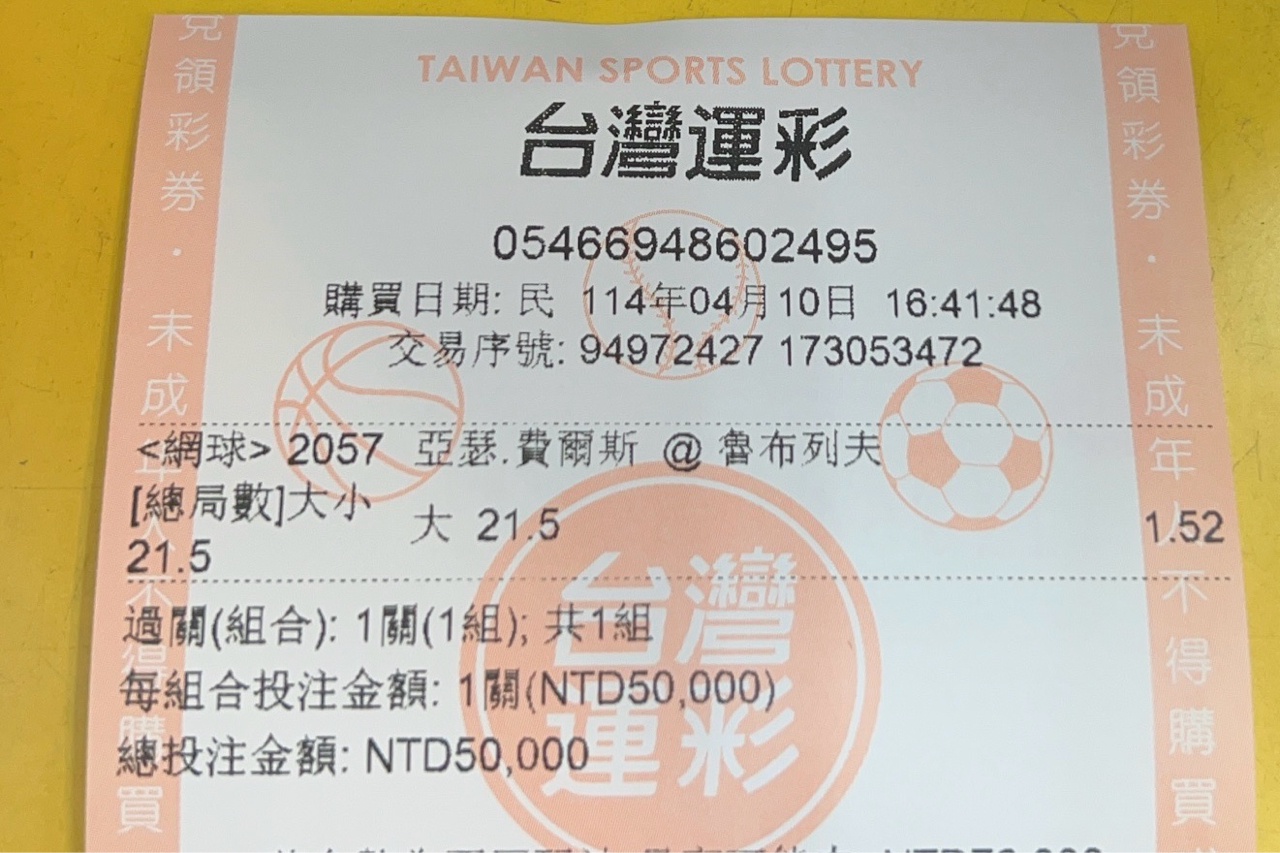 TAIWAN SPORTS LOTTERY
台灣運彩
05466948602495
購買日期: 民 114年04月10日 16:41:48
交易序號: 94972427 173053472
<網球> 2057 亞瑟.費爾斯 @ 魯布列夫
[總局數]大小 大 21.5 1.52
21.5
過關(組合): 1關(1組); 共1組
每組合投注金額: 1關(NTD50,000)
總投注金額: NTD50,000
台灣
運彩
兌領彩券・未成年人不得購買
兌領彩券・未成年人不得購買